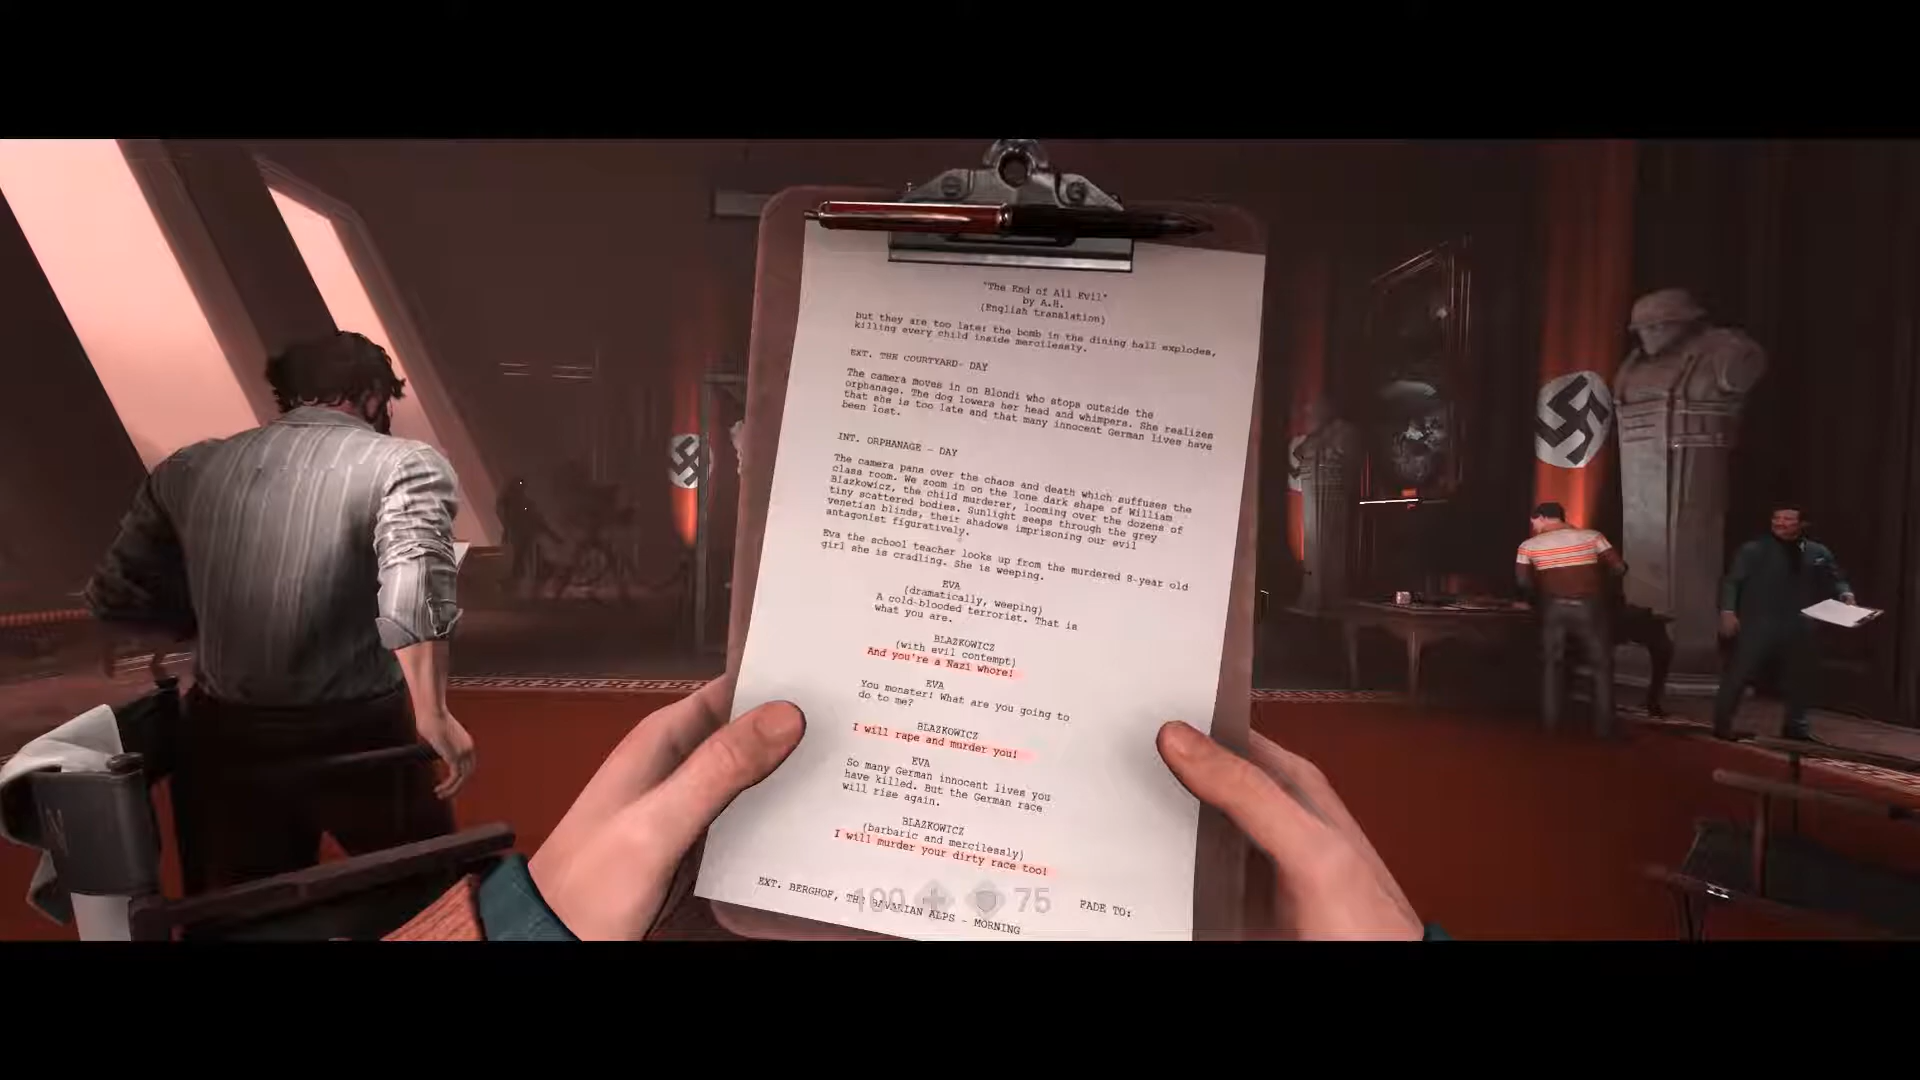 "The End of All Evil"
by A.H.
(English translation)
but they are too late: the bomb in the dining hall explodes,
killing every child inside mercilessly.
EXT. THE COURTYARD- DAY
The camera moves in on Blondi who stops outside the
orphanage. The dog lowers her head and whimpers. She realizes
that she is too late and that many innocent German lives have
been lost.
INT. ORPHANAGE - DAY
The camera pans over the chaos and death which suffuses the
class room. We zoom in on the lone dark shape of William
Blazkowicz, the child murderer, looming over the dozens of
tiny scattered bodies. Sunlight seeps through the grey
venetian blinds, their shadows imprisoning our evil
antagonist figuratively.
Eva the school teacher looks up from the murdered 8-year old
girl she is cradling. She is weeping.
EVA
(dramatically, weeping)
A cold-blooded terrorist. That is
what you are.
BLAZKOWICZ
(with evil contempt)
And you're a Nazi whore!
EVA
You monster! What are you going to
do to me?
BLAZKOWICZ
I will rape and murder you!
EVA
So many German innocent lives you
have killed. But the German race
will rise again.
BLAZKOWICZ
(barbaric and mercilessly)
I will murder your dirty race too!
FADE TO:
EXT. BERGHOF, THE BAVARIAN ALPS - MORNING
100 75